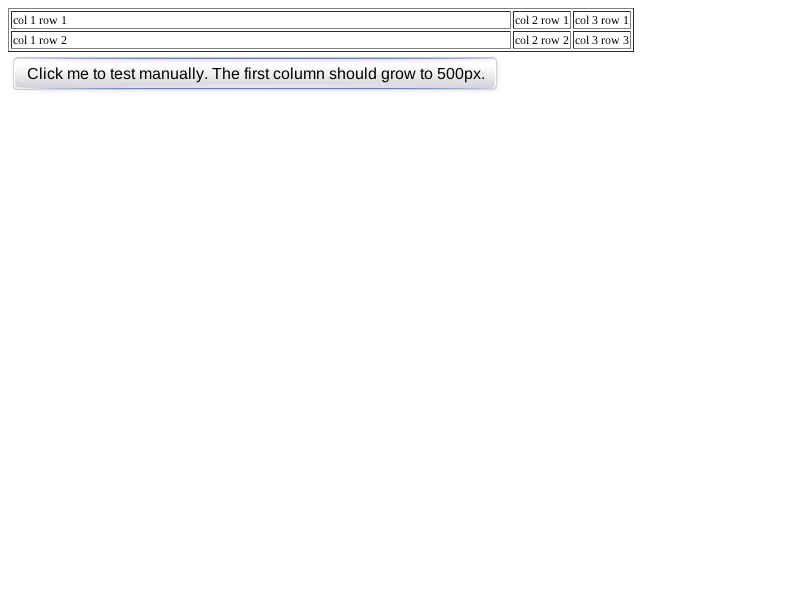 col 1 row 1 col 2 row 1 col 3 row 1
col 1 row 2 col 2 row 2 col 3 row 3
Click me to test manually. The first column should grow to 500px.